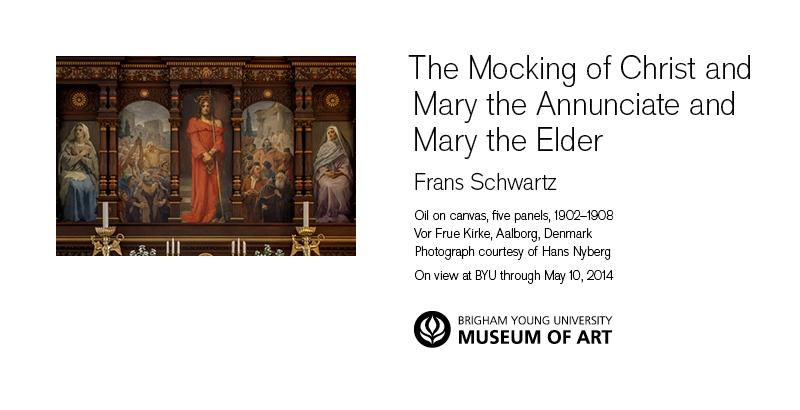 The Mocking of Christ and
Mary the Annunciate and
Mary the Elder
Frans Schwartz
Oil on canvas, five panels, 1902–1908
Vor Frue Kirke, Aalborg, Denmark
Photograph courtesy of Hans Nyberg
On view at BYU through May 10, 2014
BRIGHAM YOUNG UNIVERSITY
MUSEUM OF ART